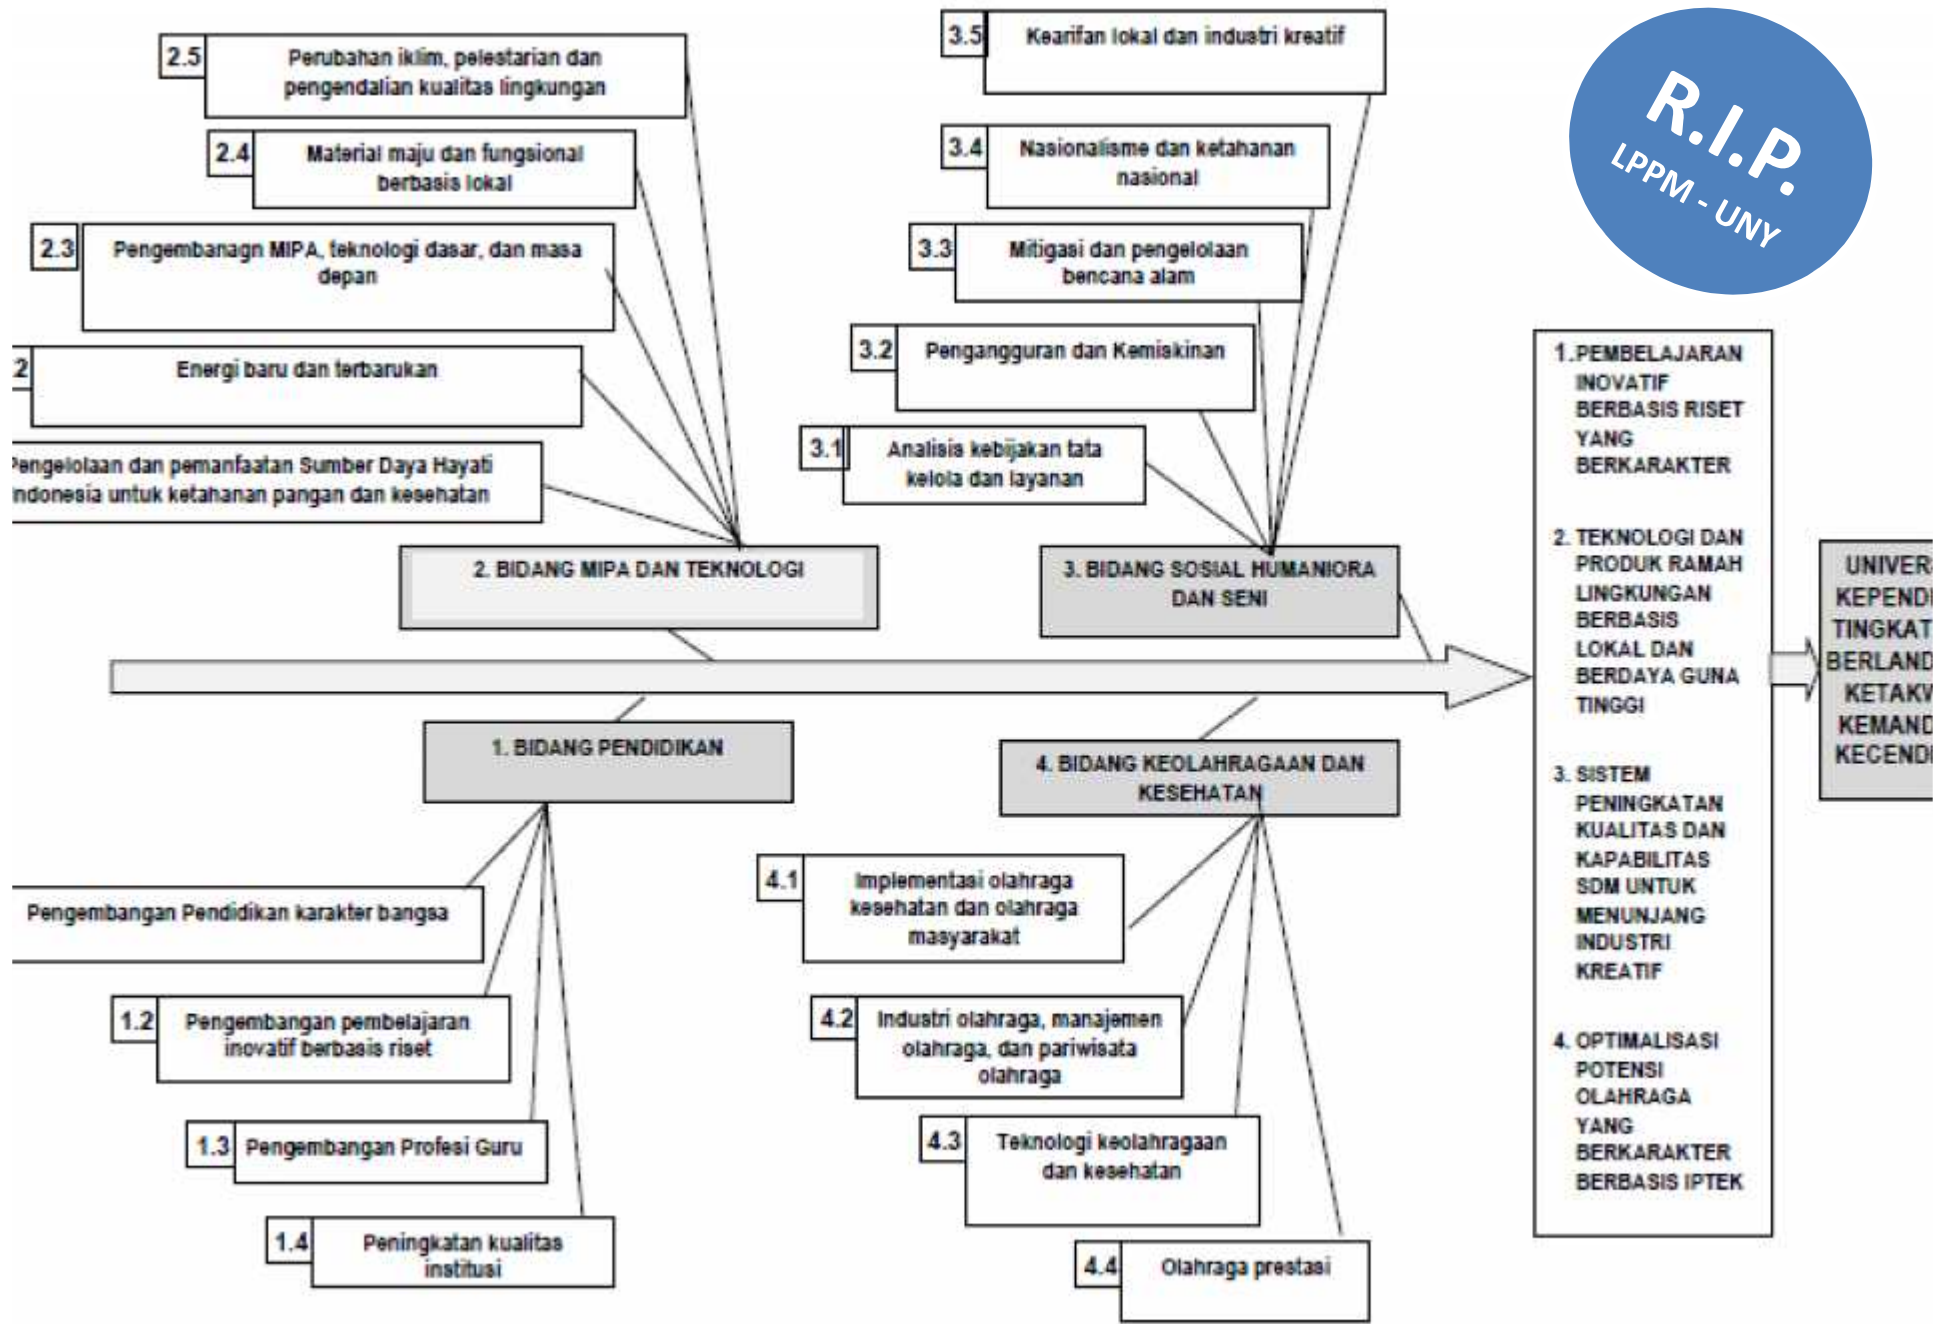 2.5
Perubahan iklim, pelestarian dan
pengendalian kualitas lingkungan
2.4
Material maju dan fungsional
berbasis lokal
2.3
Pengembanagn MIPA, teknologi dasar, dan masa
depan
2
Energi baru dan terbarukan
Pengelolaan dan pemanfaatan Sumber Daya Hayati
Indonesia untuk ketahanan pangan dan kesehatan
2. BIDANG MIPA DAN TEKNOLOGI
3.5
Kearifan lokal dan industri kreatif
3.4
Nasionalisme dan ketahanan
nasional
3.3
Mitigasi dan pengelolaan
bencana alam
3.2
Pengangguran dan Kemiskinan
3.1
Analisis kebijakan tata
kelola dan layanan
3. BIDANG SOSIAL HUMANIORA
DAN SENI
R.I.P.
LPPM - UNY
1. BIDANG PENDIDIKAN
Pengembangan Pendidikan karakter bangsa
1.2
Pengembangan pembelajaran
inovatif berbasis riset
1.3
Pengembangan Profesi Guru
1.4
Peningkatan kualitas
institusi
4. BIDANG KEOLAHRAGAAN DAN
KESEHATAN
4.1
Implementasi olahraga
kesehatan dan olahraga
masyarakat
4.2
Industri olahraga, manajemen
olahraga, dan pariwisata
olahraga
4.3
Teknologi keolahragaan
dan kesehatan
4.4
Olahraga prestasi
1.PEMBELAJARAN
INOVATIF
BERBASIS RISET
YANG
BERKARAKTER
2. TEKNOLOGI DAN
PRODUK RAMAH
LINGKUNGAN
BERBASIS
LOKAL DAN
BERDAYA GUNA
TINGGI
3. SISTEM
PENINGKATAN
KUALITAS DAN
KAPABILITAS
SDM UNTUK
MENUNJANG
INDUSTRI
KREATIF
4. OPTIMALISASI
POTENSI
OLAHRAGA
YANG
BERKARAKTER
BERBASIS IPTEK
UNIVER
KEPENDI
TINGKAT
BERLAND
KETAKW
KEMAND
KECENDI